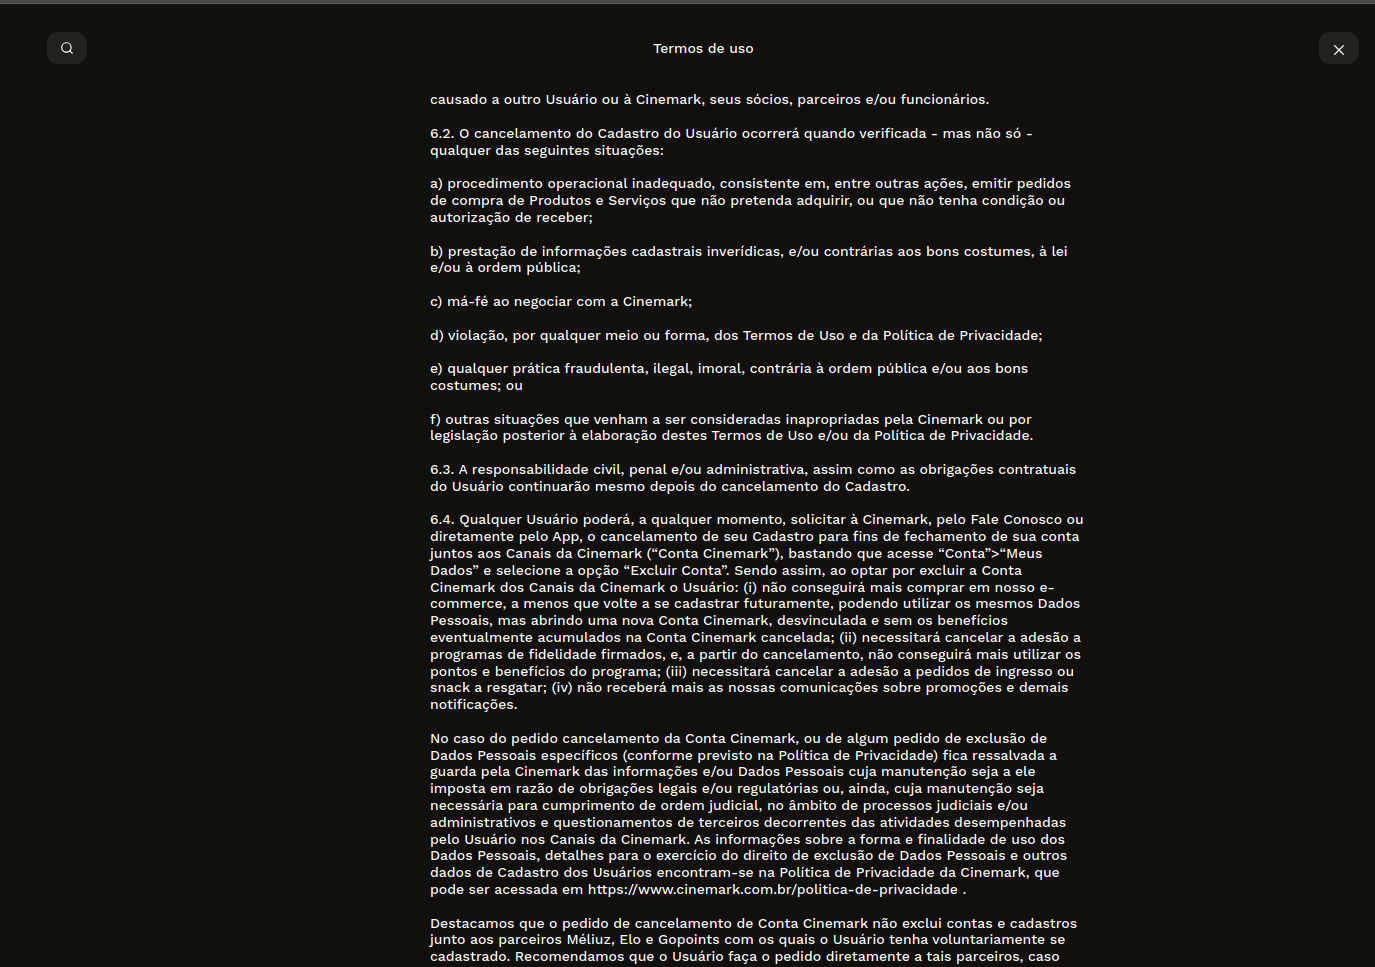 Termos de uso
causado a outro Usuário ou à Cinemark, seus sócios, parceiros e/ou funcionários.
6.2. O cancelamento do Cadastro do Usuário ocorrerá quando verificada - mas não só -
qualquer das seguintes situações:
a) procedimento operacional inadequado, consistente em, entre outras ações, emitir pedidos
de compra de Produtos e Serviços que não pretenda adquirir, ou que não tenha condição ou
autorização de receber;
b) prestação de informações cadastrais inverídicas, e/ou contrárias aos bons costumes, à lei
e/ou à ordem pública;
c) má-fé ao negociar com a Cinemark;
d) violação, por qualquer meio ou forma, dos Termos de Uso e da Política de Privacidade;
e) qualquer prática fraudulenta, ilegal, imoral, contrária à ordem pública e/ou aos bons
costumes; ou
f) outras situações que venham a ser consideradas inapropriadas pela Cinemark ou por
legislação posterior à elaboração destes Termos de Uso e/ou da Política de Privacidade.
6.3. A responsabilidade civil, penal e/ou administrativa, assim como as obrigações contratuais
do Usuário continuarão mesmo depois do cancelamento do Cadastro.
6.4. Qualquer Usuário poderá, a qualquer momento, solicitar à Cinemark, pelo Fale Conosco ou
diretamente pelo App, o cancelamento de seu Cadastro para fins de fechamento de sua conta
juntos aos Canais da Cinemark (“Conta Cinemark”), bastando que acesse “Conta”>“Meus
Dados” e selecione a opção “Excluir Conta”. Sendo assim, ao optar por excluir a Conta
Cinemark dos Canais da Cinemark o Usuário: (i) não conseguirá mais comprar em nosso e-
commerce, a menos que volte a se cadastrar futuramente, podendo utilizar os mesmos Dados
Pessoais, mas abrindo uma nova Conta Cinemark, desvinculada e sem os benefícios
eventualmente acumulados na Conta Cinemark cancelada; (ii) necessitará cancelar a adesão a
programas de fidelidade firmados, e, a partir do cancelamento, não conseguirá mais utilizar os
pontos e benefícios do programa; (iii) necessitará cancelar a adesão a pedidos de ingresso ou
snack a resgatar; (iv) não receberá mais as nossas comunicações sobre promoções e demais
notificações.
No caso do pedido cancelamento da Conta Cinemark, ou de algum pedido de exclusão de
Dados Pessoais específicos (conforme previsto na Política de Privacidade) fica ressalvada a
guarda pela Cinemark das informações e/ou Dados Pessoais cuja manutenção seja a ele
imposta em razão de obrigações legais e/ou regulatórias ou, ainda, cuja manutenção seja
necessária para cumprimento de ordem judicial, no âmbito de processos judiciais e/ou
administrativos e questionamentos de terceiros decorrentes das atividades desempenhadas
pelo Usuário nos Canais da Cinemark. As informações sobre a forma e finalidade de uso dos
Dados Pessoais, detalhes para o exercício do direito de exclusão de Dados Pessoais e outros
dados de Cadastro dos Usuários encontram-se na Política de Privacidade da Cinemark, que
pode ser acessada em https://www.cinemark.com.br/politica-de-privacidade .
Destacamos que o pedido de cancelamento de Conta Cinemark não exclui contas e cadastros
junto aos parceiros Méliuz, Elo e Gopoints com os quais o Usuário tenha voluntariamente se
cadastrado. Recomendamos que o Usuário faça o pedido diretamente a tais parceiros, caso